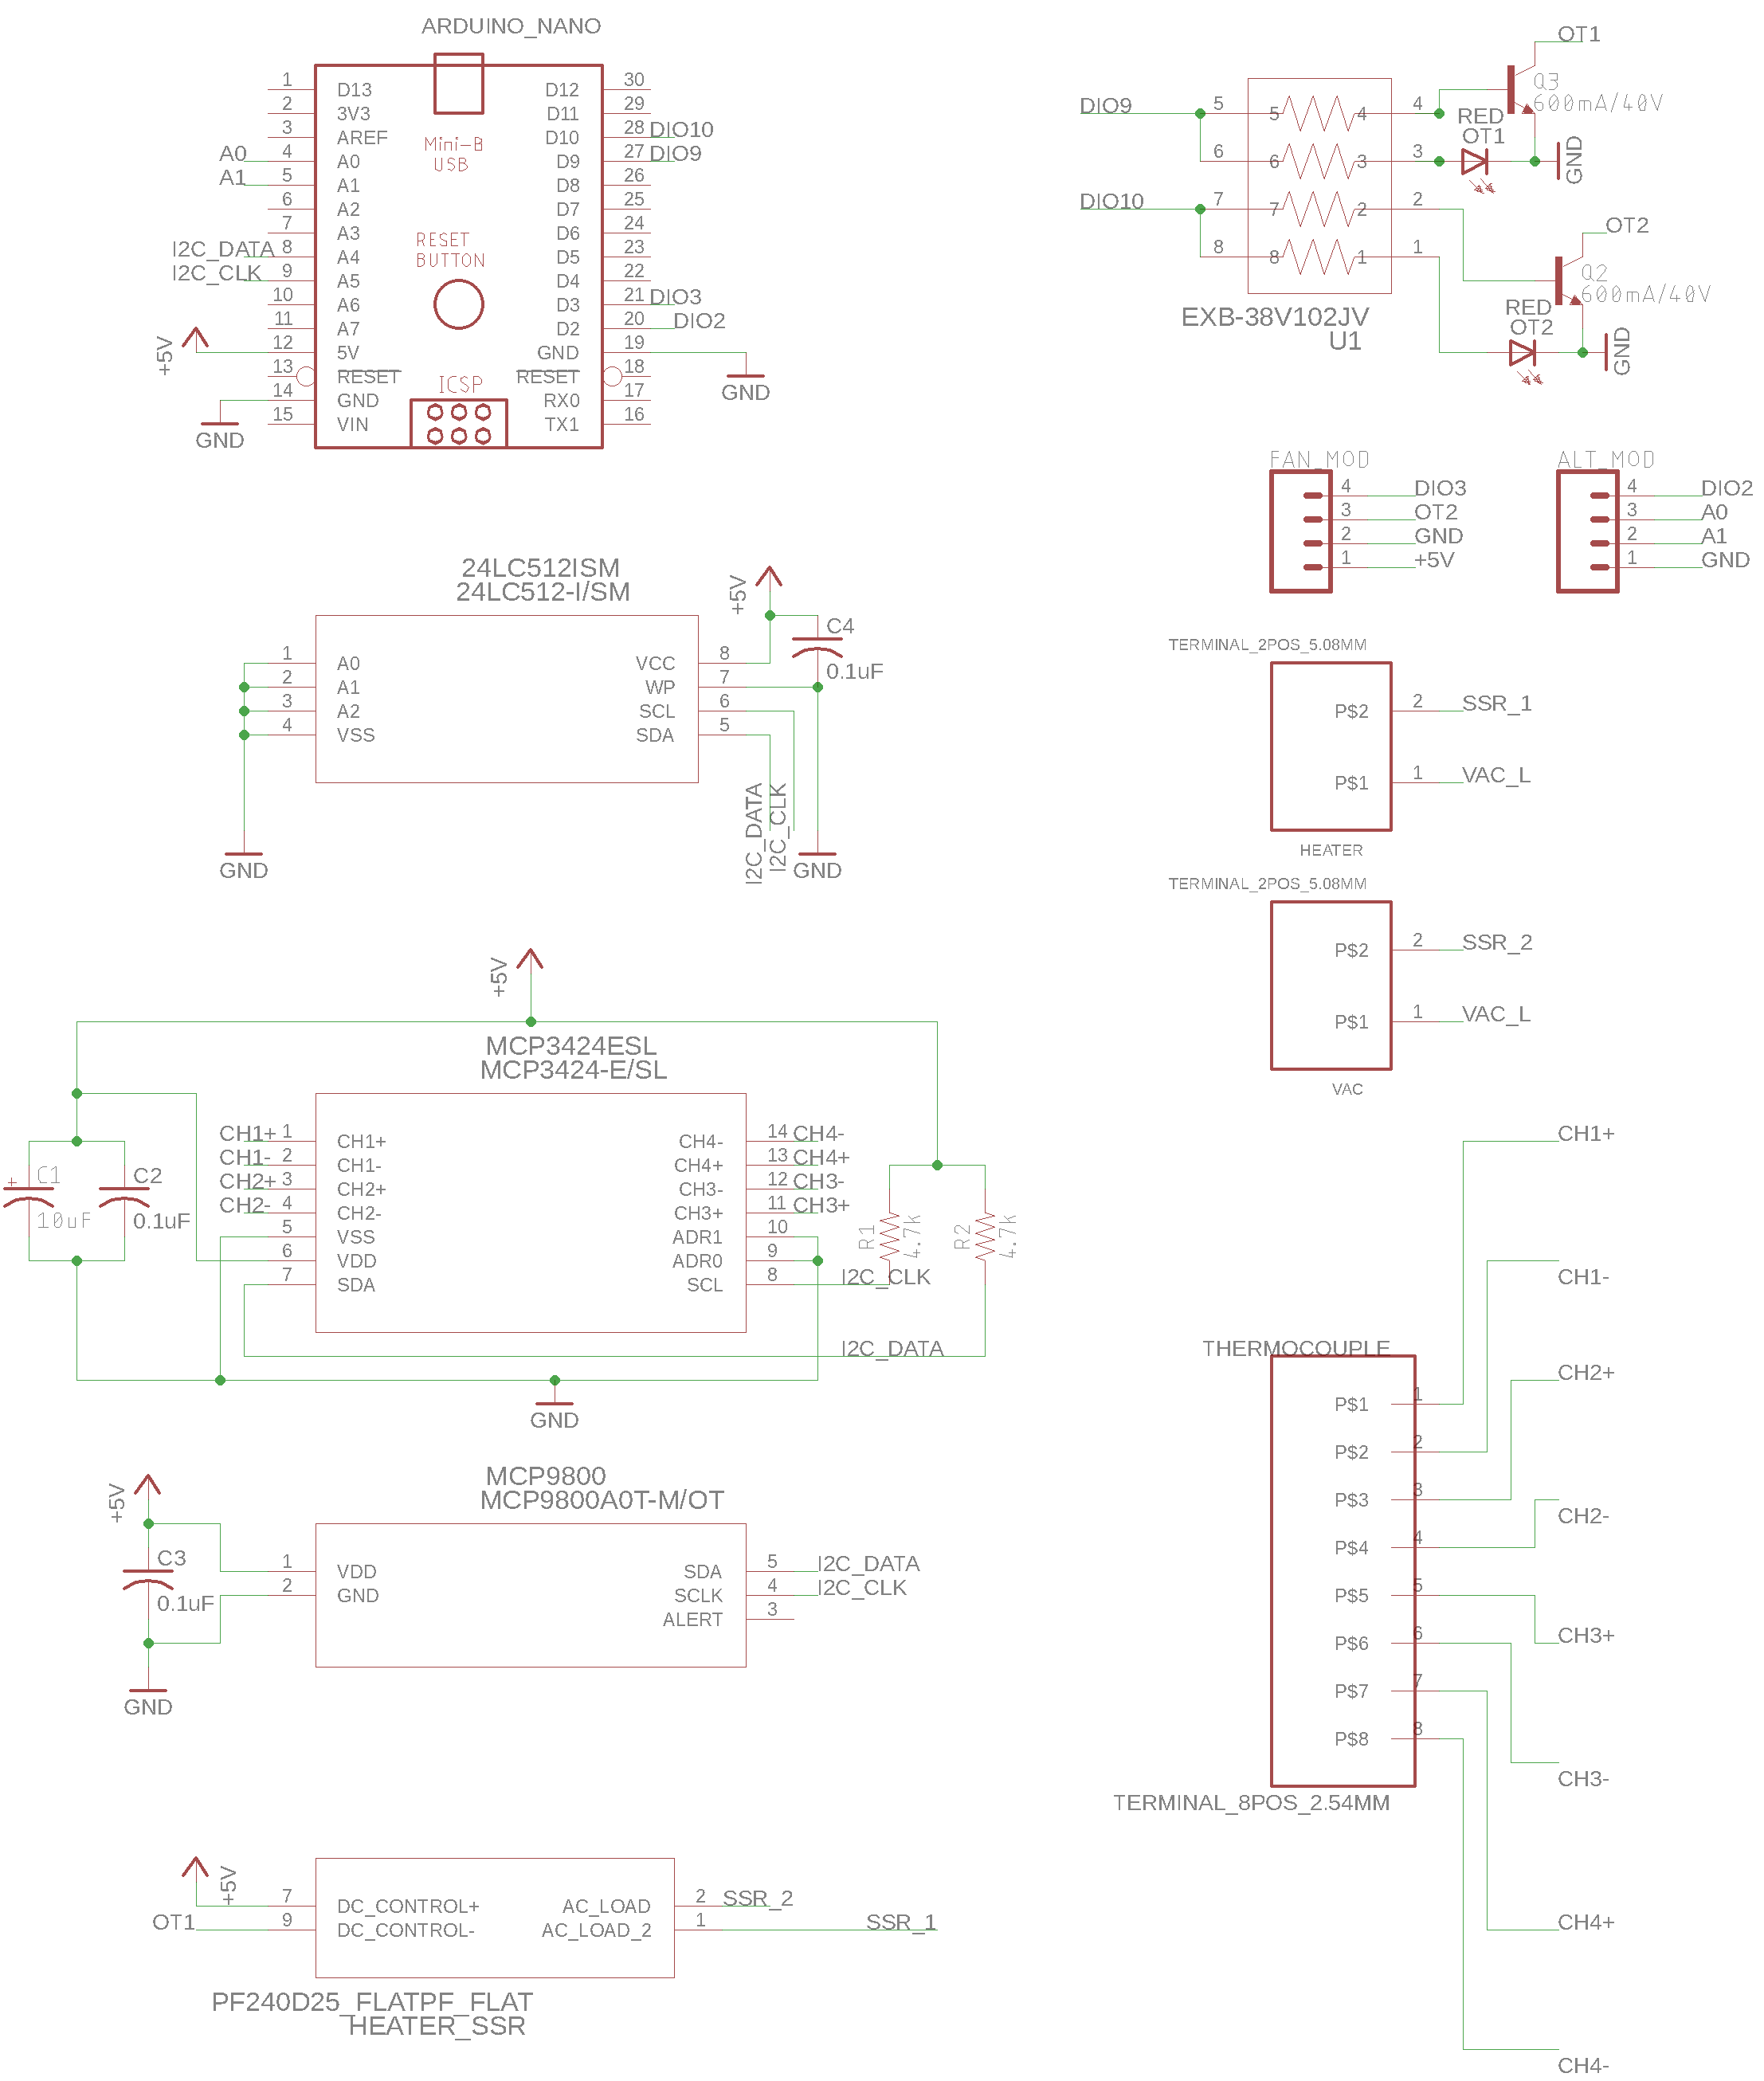 ARDUINO_NANO
1 D13 D12 30
2 3V3 D11 29
3 AREF D10 28 DIO10
A0 4 A0 D9 27 DIO9
A1 5 A1 D8 26
6 A2 D7 25
7 A3 D6 24
I2C_DATA 8 A4 D5 23
I2C_CLK 9 A5 D4 22
10 A6 D3 21 DIO3
11 A7 D2 20 DIO2
+5V 12 5V GND 19
13 RESET RESET 18
14 GND RX0 17
15 VIN TX1 16
Mini-B
USB
RESET
BUTTON
ICSP
GND
GND
24LC512ISM
24LC512-I/SM
+5V
C4
0.1uF
1 A0 VCC 8
2 A1 WP 7
3 A2 SCL 6
4 VSS SDA 5
I2C_DATA
I2C_CLK
GND
GND
+5V
MCP3424ESL
MCP3424-E/SL
CH1+ 1 CH1+ CH4- 14 CH4-
CH1- 2 CH1- CH4+ 13 CH4+
CH2+ 3 CH2+ CH3- 12 CH3-
CH2- 4 CH2- CH3+ 11 CH3+
5 VSS ADR1 10
6 VDD ADR0 9
7 SDA SCL 8
+ C1
10uF
C2
0.1uF
R1
4.7k
R2
4.7k
I2C_CLK
I2C_DATA
GND
MCP9800
MCP9800A0T-M/OT
+5V
C3
0.1uF
1 VDD SDA 5 I2C_DATA
2 GND SCLK 4 I2C_CLK
ALERT 3
GND
+5V
7 DC_CONTROL+ AC_LOAD 2 SSR_2
OT1 9 DC_CONTROL- AC_LOAD_2 1 SSR_1
PF240D25_FLATPF_FLAT
HEATER_SSR
OT1
Q3
600mA/40V
DIO9 5 5 4 4
6 6 3 3
DIO10 7 7 2 2
8 8 1 1
RED
OT1
GND
OT2
Q2
600mA/40V
RED
OT2
GND
EXB-38V102JV
U1
FAN_MOD
4 DIO3
3 OT2
2 GND
1 +5V
ALT_MOD
4 DIO2
3 A0
2 A1
1 GND
TERMINAL_2POS_5.08MM
P$2 2 SSR_1
P$1 1 VAC_L
HEATER
TERMINAL_2POS_5.08MM
P$2 2 SSR_2
P$1 1 VAC_L
VAC
CH1+
CH1-
THERMOCOUPLE
CH2+
P$1 1
P$2 2
P$3 3
CH2-
P$4 4
P$5 5
CH3+
P$6 6
P$7 7
P$8 8
CH3-
TERMINAL_8POS_2.54MM
CH4+
CH4-